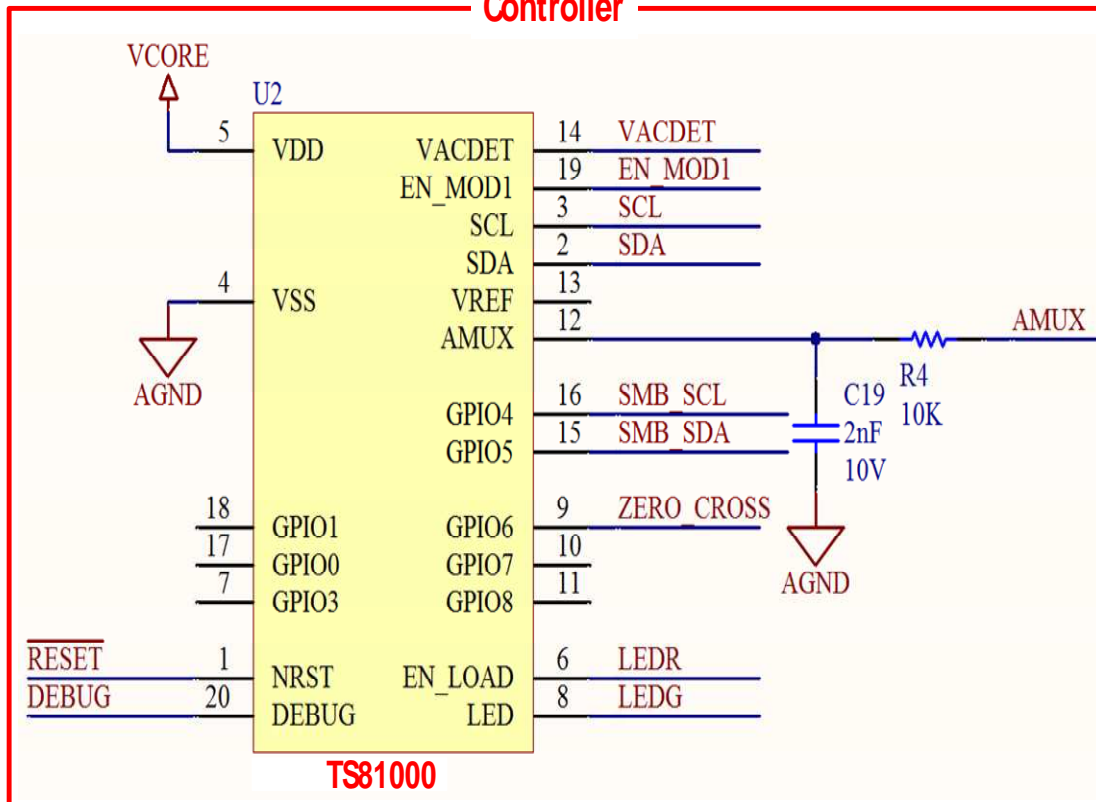 Controller
VCORE
U2
5 VDD VACDET 14 VACDET
EN_MOD1 19 EN_MOD1
SCL 3 SCL
SDA 2 SDA
4 VSS VREF 13
AMUX 12 AMUX
AGND
R4
10K
C19
2nF
10V
GPIO4 16 SMB_SCL
GPIO5 15 SMB_SDA
18 GPIO1 GPIO6 9 ZERO_CROSS
17 GPIO0 GPIO7 10
7 GPIO3 GPIO8 11
AGND
RESET 1 NRST EN_LOAD 6 LEDR
DEBUG 20 DEBUG LED 8 LEDG
TS81000